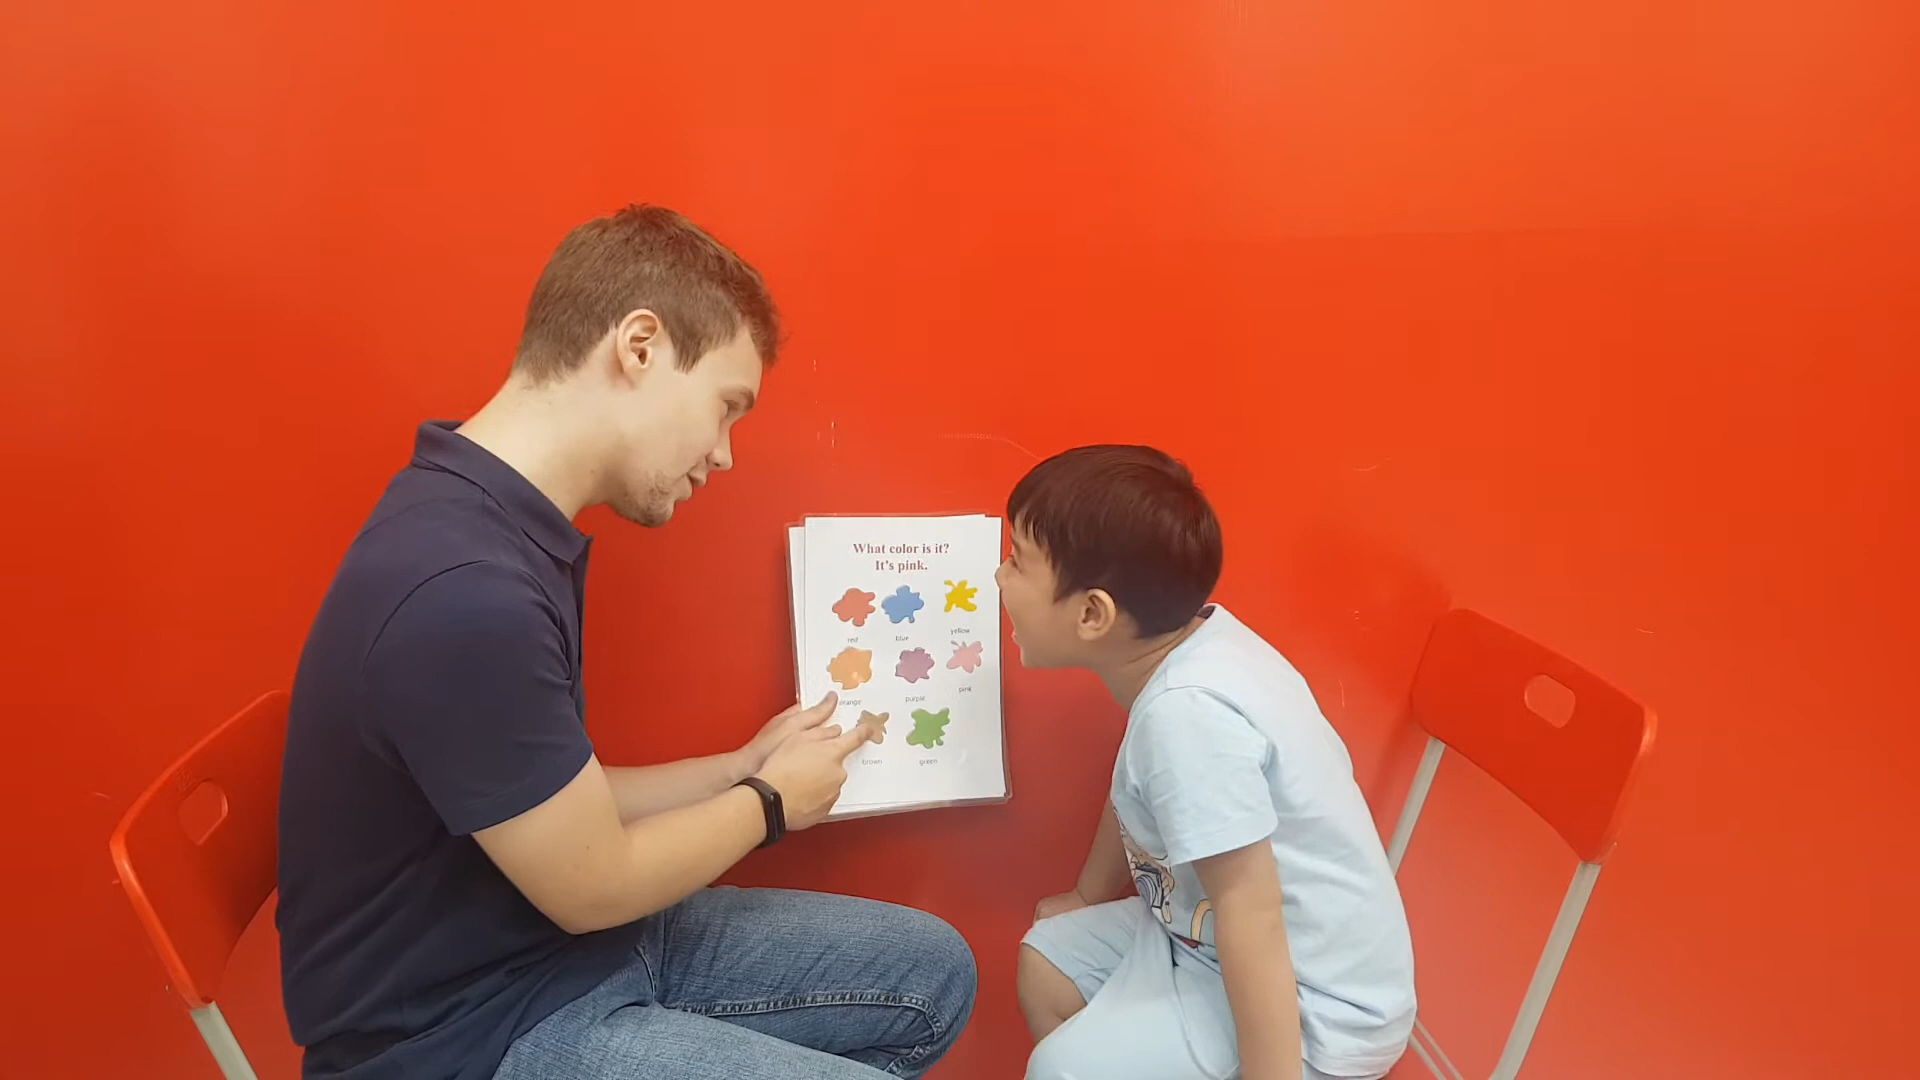 What color is it?
It's pink.
red blue yellow
orange purple pink
brown green